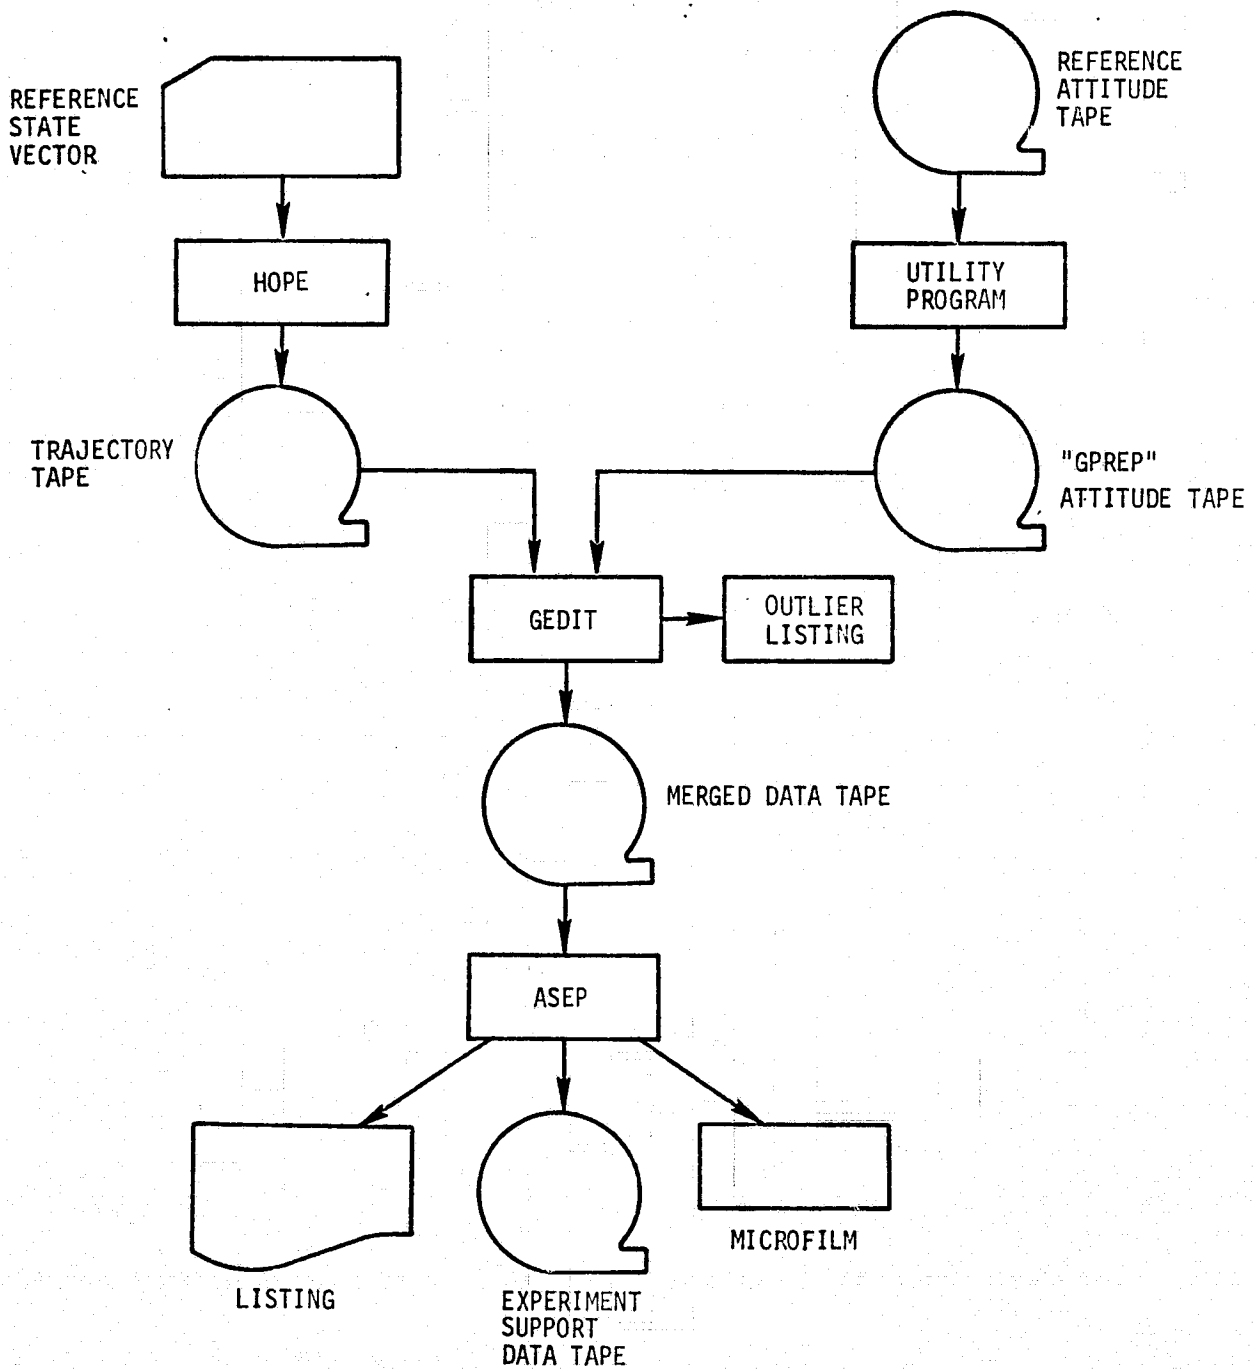 REFERENCE
STATE
VECTOR
REFERENCE
ATTITUDE
TAPE
HOPE
UTILITY
PROGRAM
TRAJECTORY
TAPE
"GPREP"
ATTITUDE TAPE
GEDIT
OUTLIER
LISTING
MERGED DATA TAPE
ASEP
LISTING
EXPERIMENT
SUPPORT
DATA TAPE
MICROFILM